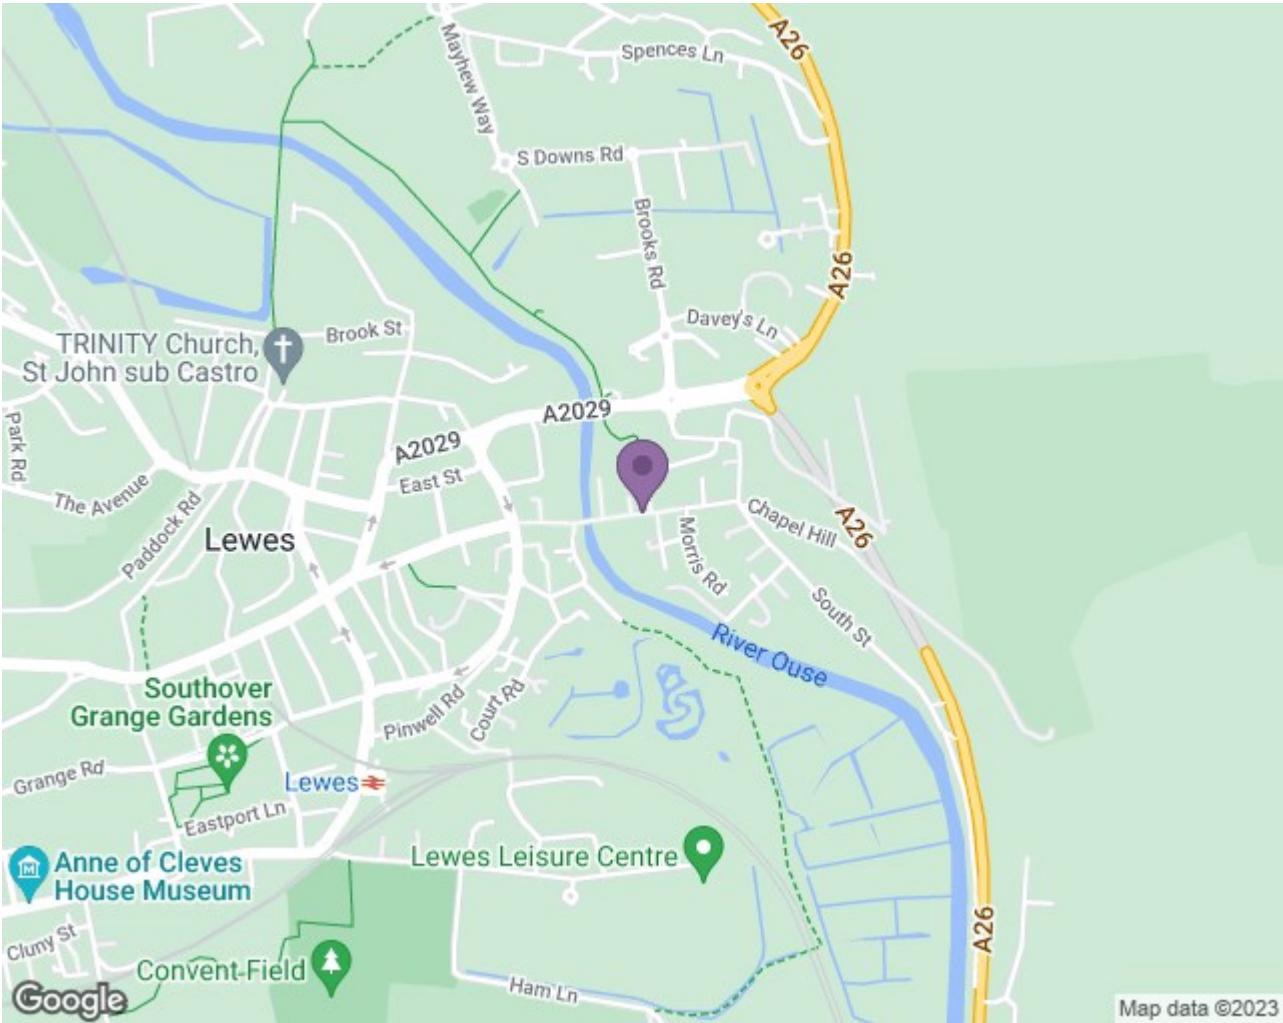 A26
Spences Ln
Mayhew Way
S Downs Rd
Brooks Rd
A26
Davey's Ln
TRINITY Church,
St John sub Castro
Brook St
A2029
A2029
Park Rd
East St
The Avenue
Paddock Rd
Lewes
Chapel Hill
A26
Morris Rd
South St
River Ouse
Southover
Grange Gardens
Pinwell Rd
Court Rd
Grange Rd
Lewes
Eastport Ln
Anne of Cleves
House Museum
Lewes Leisure Centre
A26
Cluny St
Convent Field
Ham Ln
Google
Map data ©2023